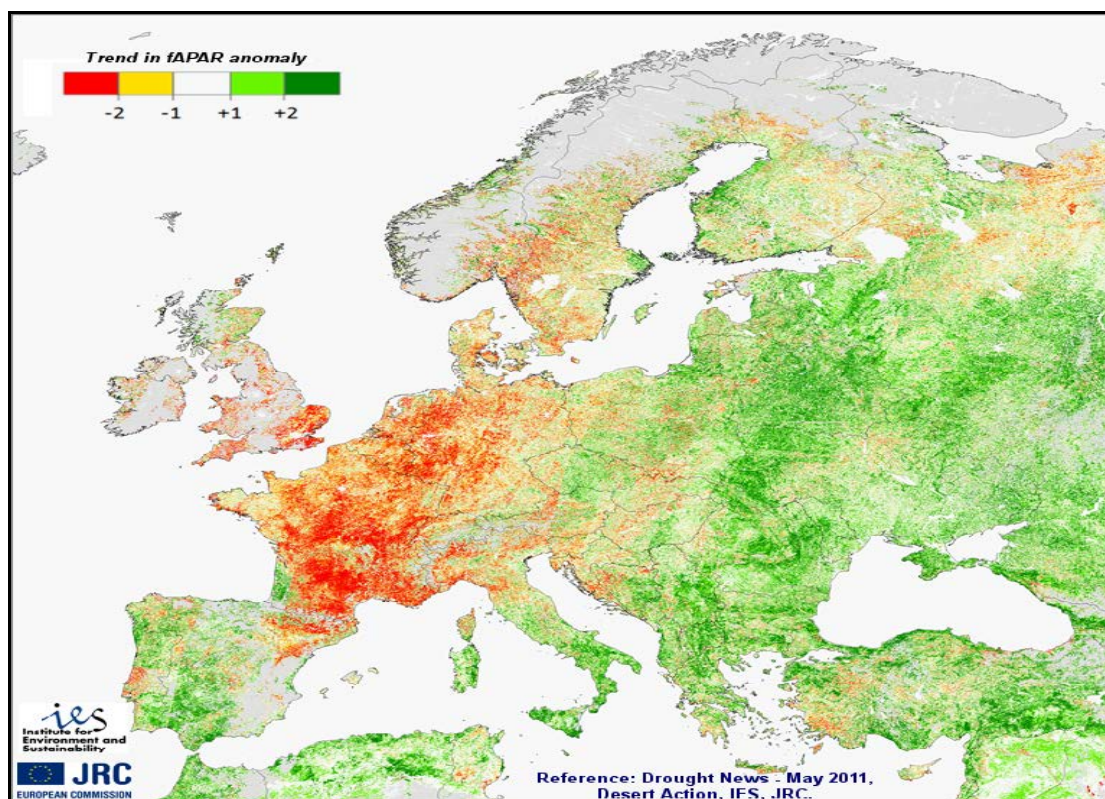 Trend in fAPAR anomaly
-2 -1 +1 +2
ies
Institute for
Environment and
Sustainability
JRC
EUROPEAN COMMISSION
Reference: Drought News - May 2011,
Desert Action, IES, JRC.